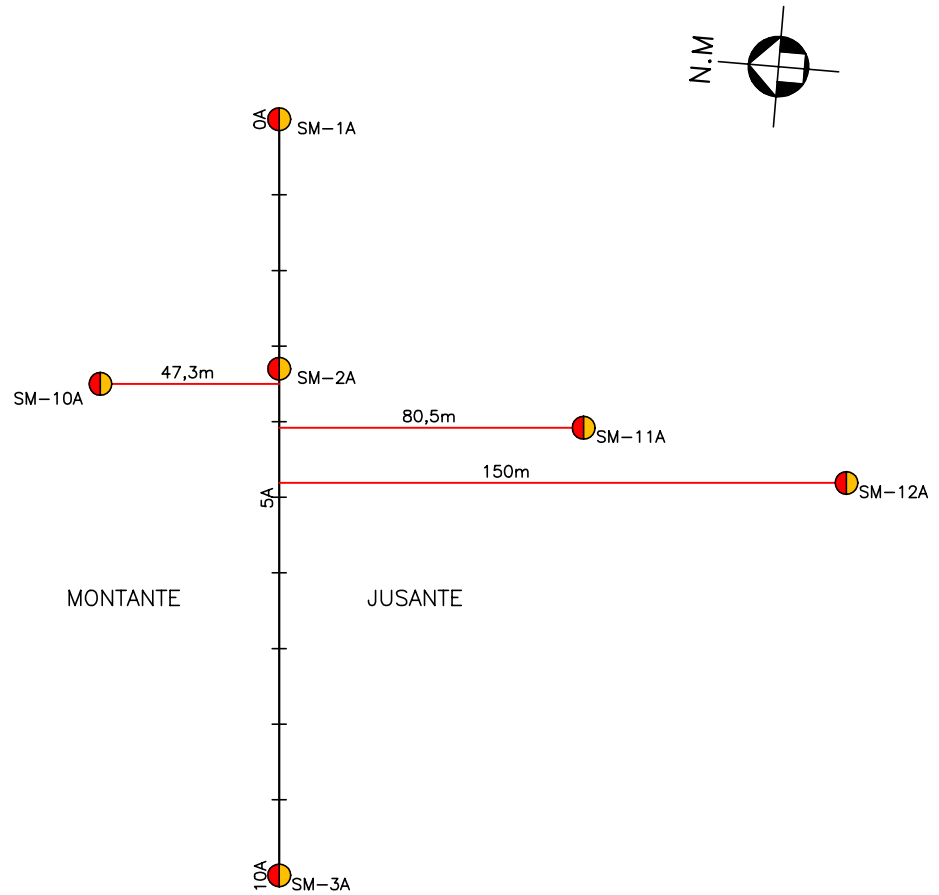 N.M
0A
SM-1A
47,3m
SM-2A
SM-10A
80,5m
SM-11A
150m
5A
SM-12A
MONTANTE
JUSANTE
10A
SM-3A